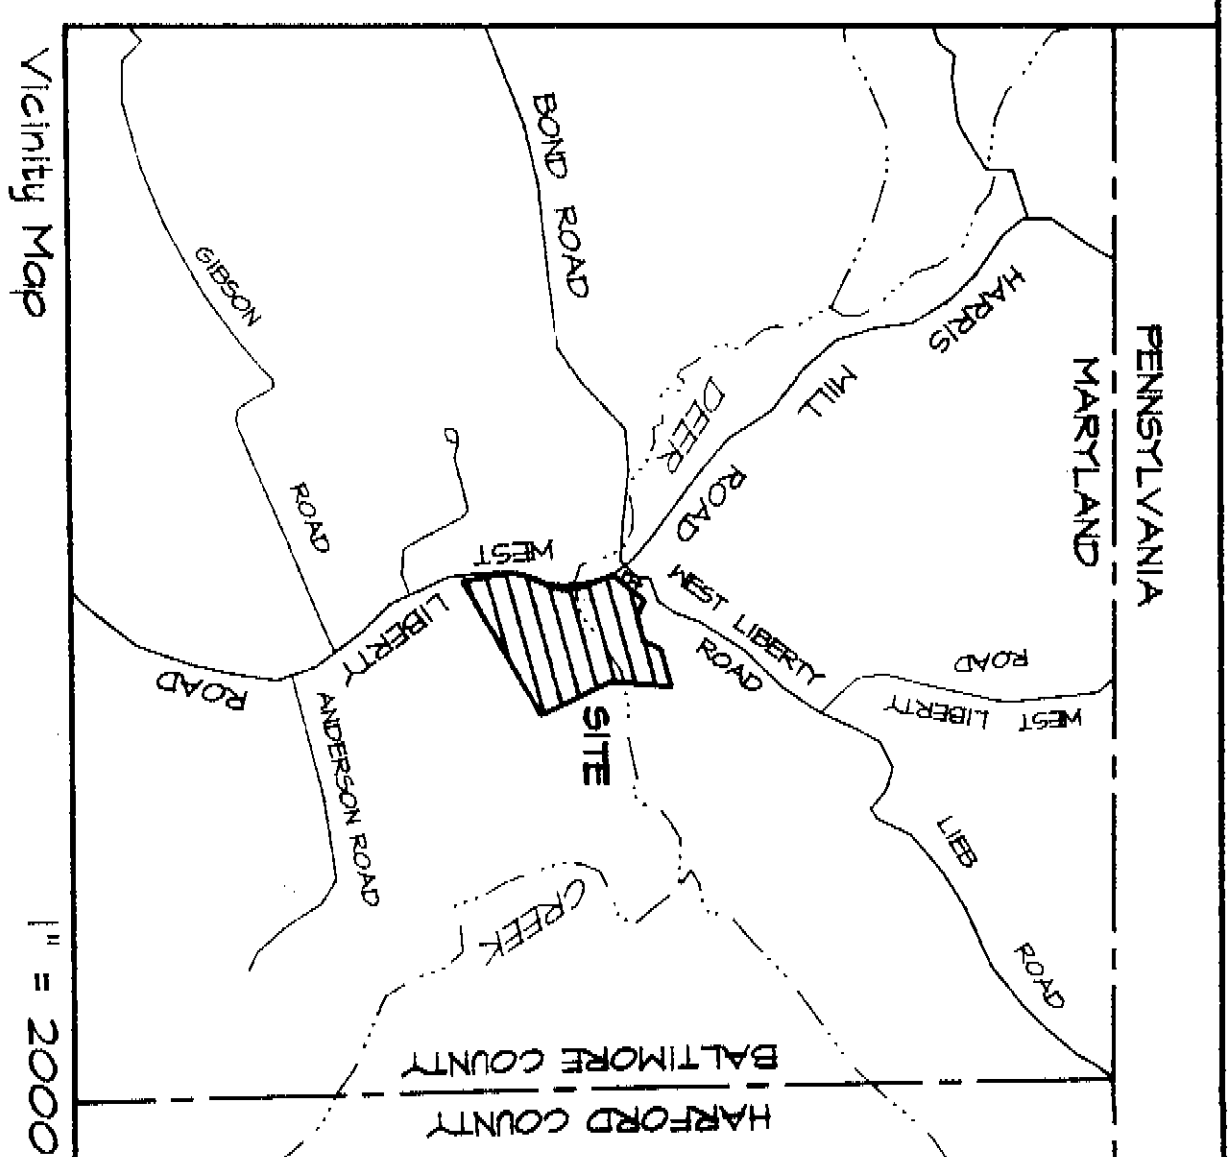 PENNSYLVANIA
MARYLAND
HARRIS
MILL
ROAD
DEER
BOND ROAD
GIBSON
ROAD
WEST
LIBERTY
ROAD
WEST LIBERTY
ROAD
WEST LIBERTY
ROAD
LIEB
ROAD
SITE
ANDERSON ROAD
CREEK
BALTIMORE COUNTY
HARFORD COUNTY
Vicinity Map
1" = 2000